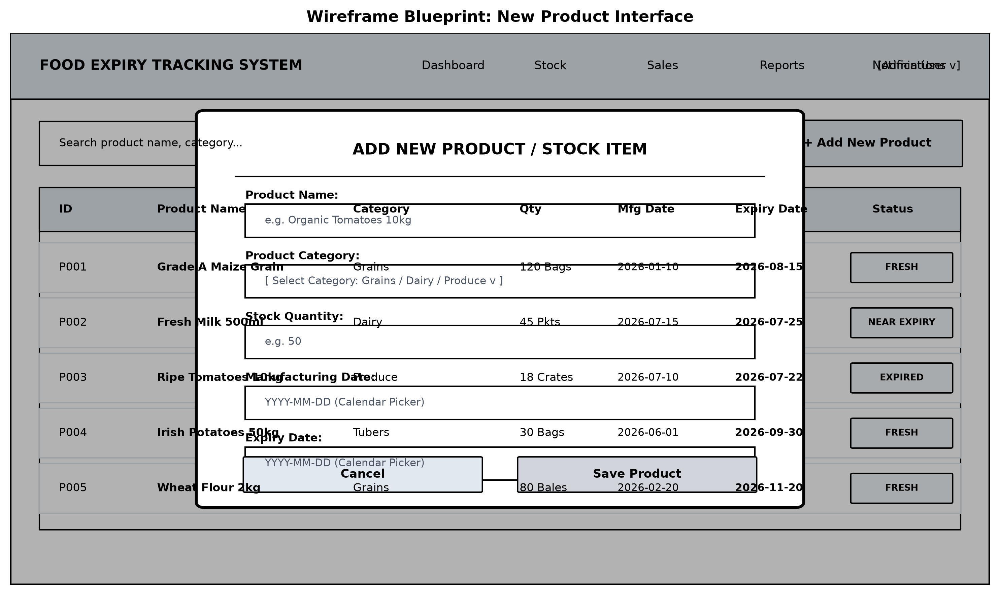 Wireframe Blueprint: New Product Interface
FOOD EXPIRY TRACKING SYSTEM Dashboard Stock Sales Reports Notifications [Admin User v]
Search product name, category... + Add New Product
ADD NEW PRODUCT / STOCK ITEM
Product Name:
ID Product Name Category Qty Mfg Date Expiry Date Status
e.g. Organic Tomatoes 10kg
Product Category:
P001 Grade A Maize Grain Grains 120 Bags 2026-01-10 2026-08-15 FRESH
[ Select Category: Grains / Dairy / Produce v ]
Stock Quantity:
P002 Fresh Milk 500ml Dairy 45 Pkts 2026-07-15 2026-07-25 NEAR EXPIRY
e.g. 50
Manufacturing Date:
P003 Ripe Tomatoes 10kg Produce 18 Crates 2026-07-10 2026-07-22 EXPIRED
YYYY-MM-DD (Calendar Picker)
P004 Irish Potatoes 50kg Tubers 30 Bags 2026-06-01 2026-09-30 FRESH
Expiry Date:
YYYY-MM-DD (Calendar Picker)
Cancel Save Product
P005 Wheat Flour 2kg Grains 80 Bales 2026-02-20 2026-11-20 FRESH